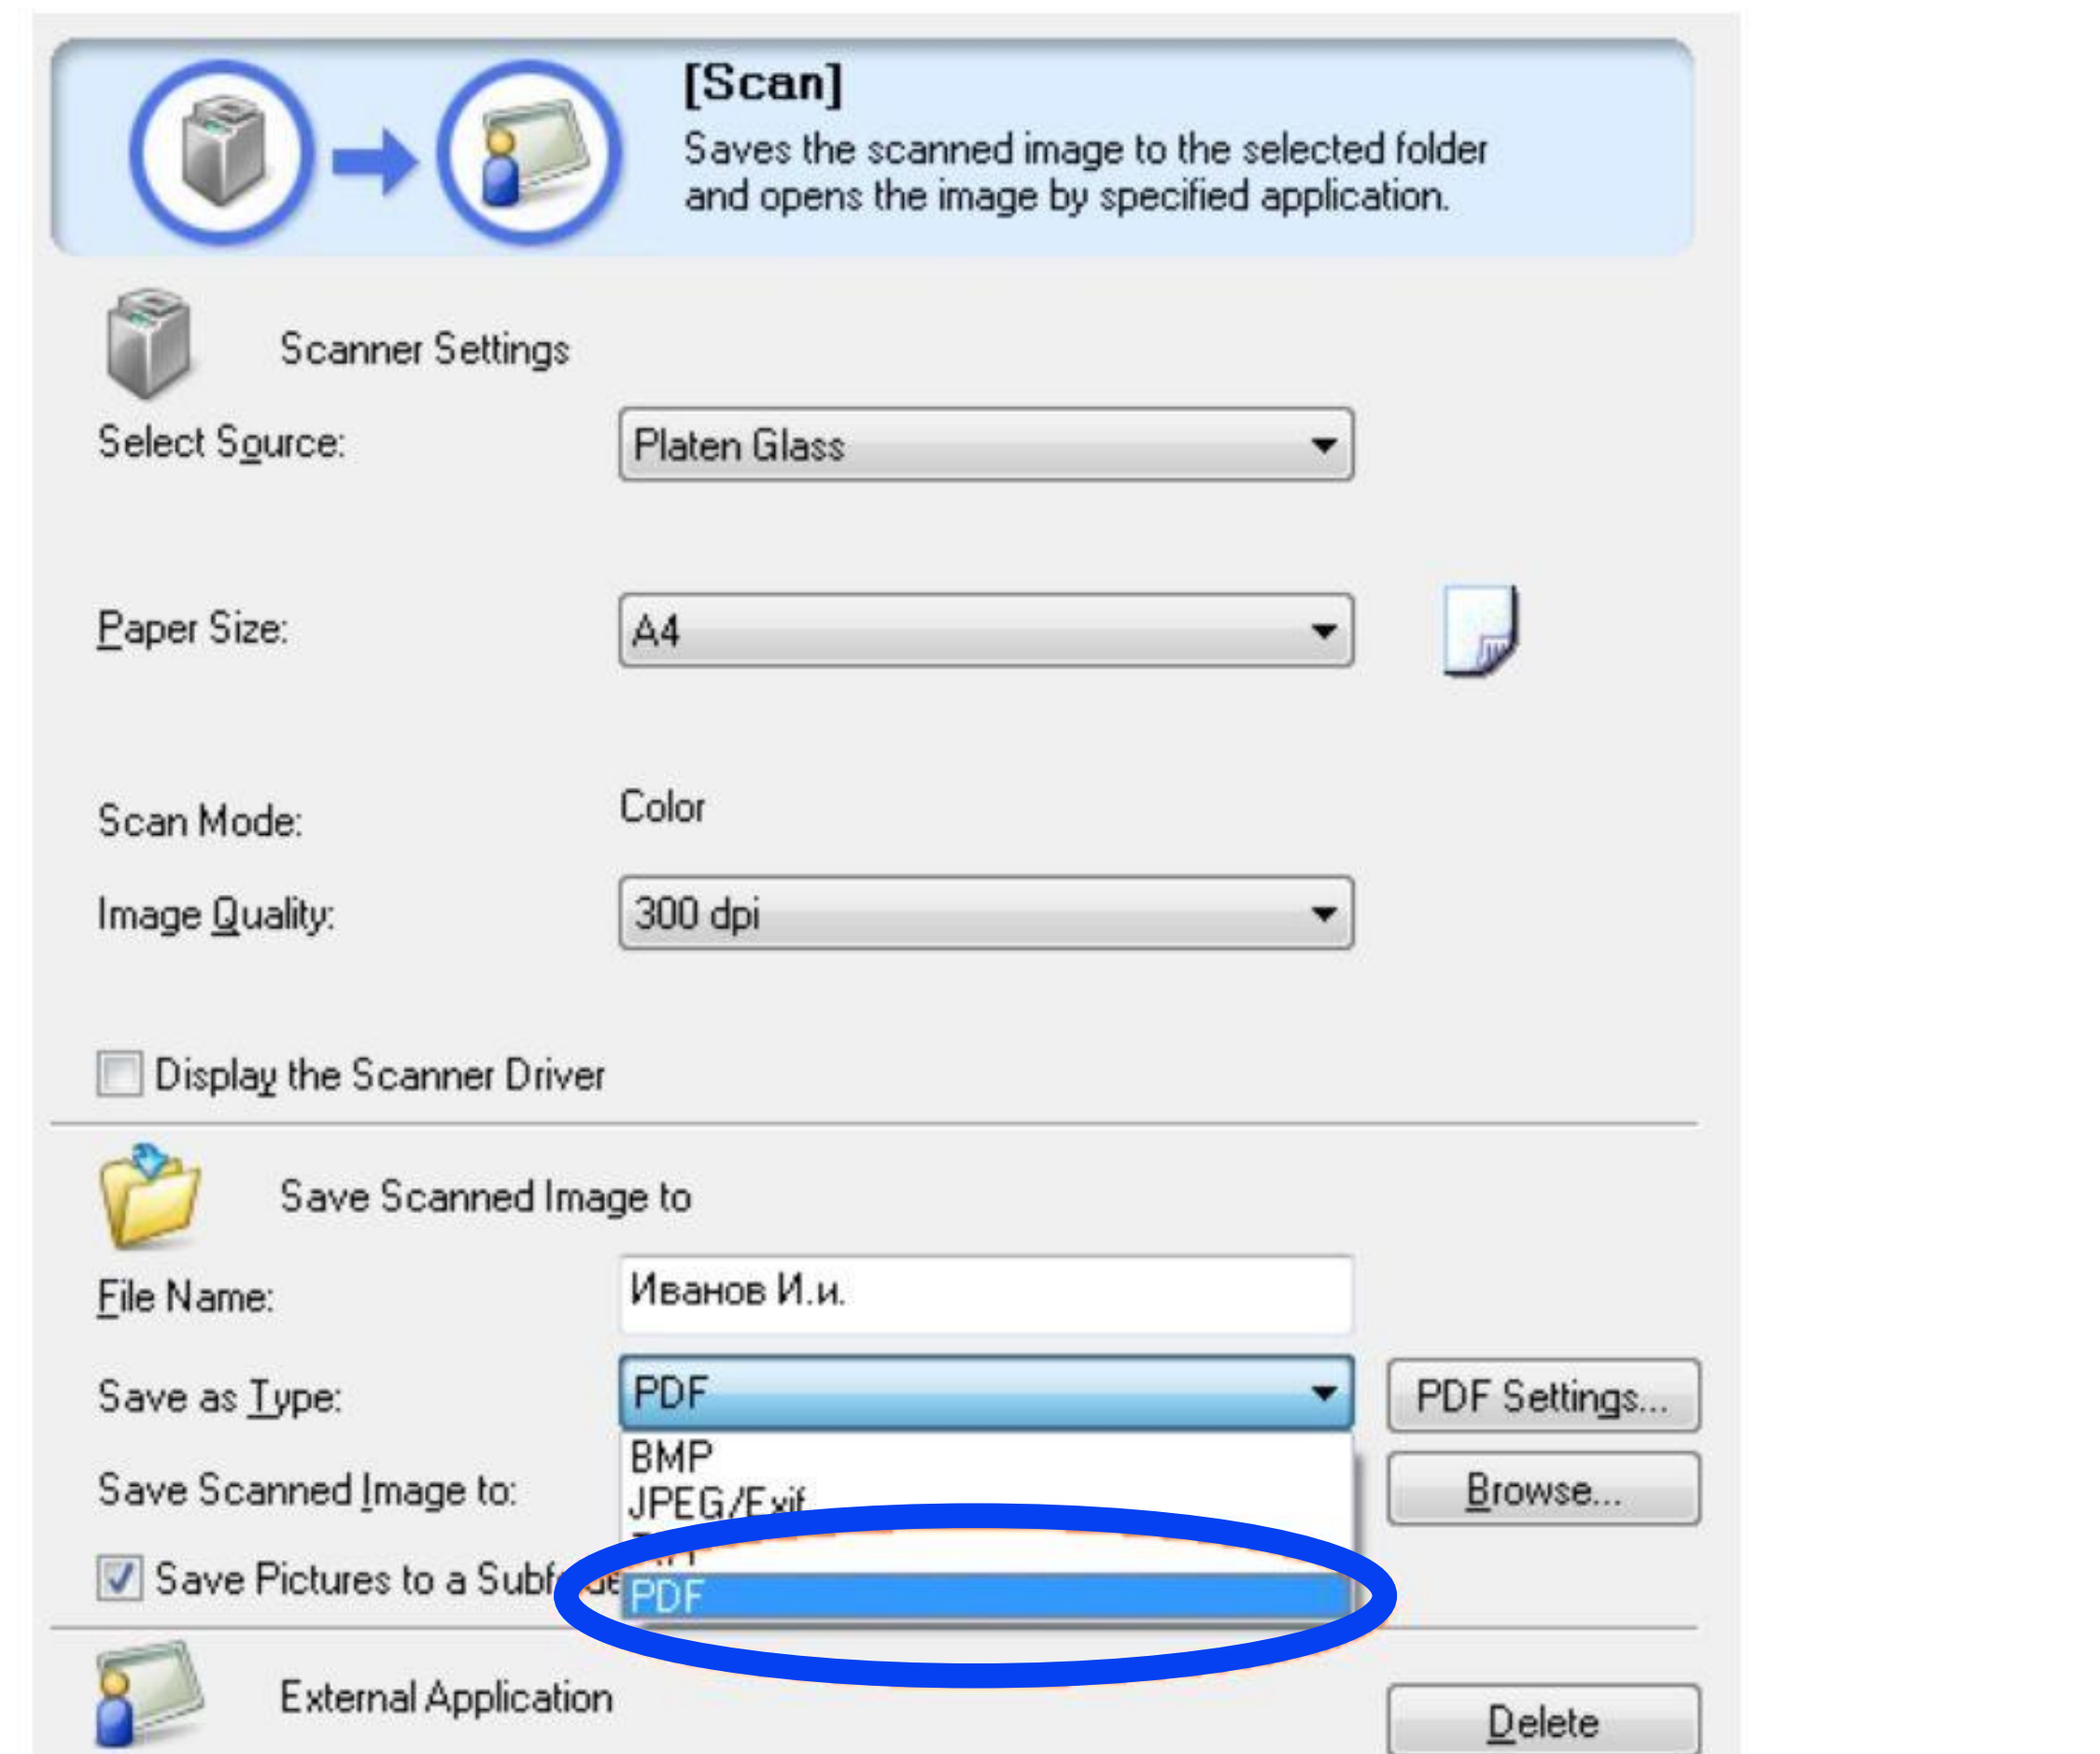 [Scan]
Saves the scanned image to the selected folder
and opens the image by specified application.
Scanner Settings
Select Source: Platen Glass
Paper Size: A4
Scan Mode: Color
Image Quality: 300 dpi
Display the Scanner Driver
Save Scanned Image to
File Name: Иванов И.и.
Save as Type: PDF PDF Settings...
BMP
Save Scanned Image to: JPEG/Exif Browse...
Save Pictures to a
PDF
External Application
Delete